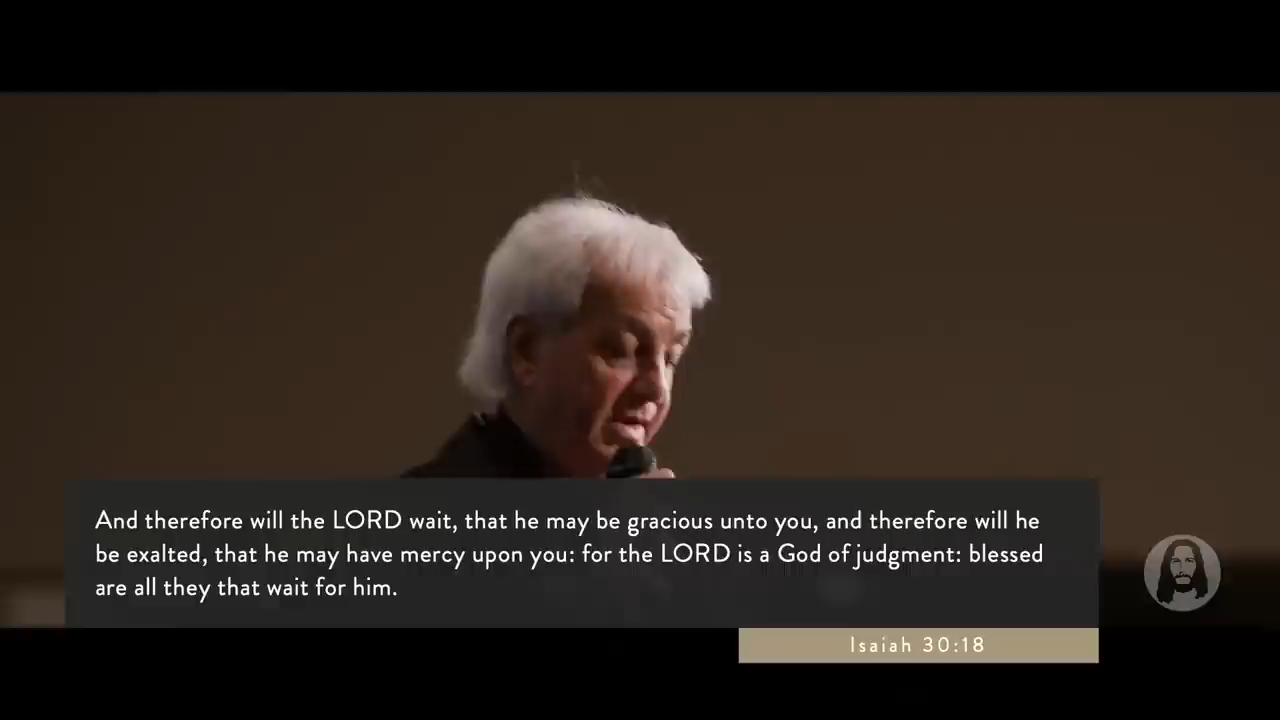 And therefore will the LORD wait, that he may be gracious unto you, and therefore will he
be exalted, that he may have mercy upon you: for the LORD is a God of judgment: blessed
are all they that wait for him.
Isaiah 30:18